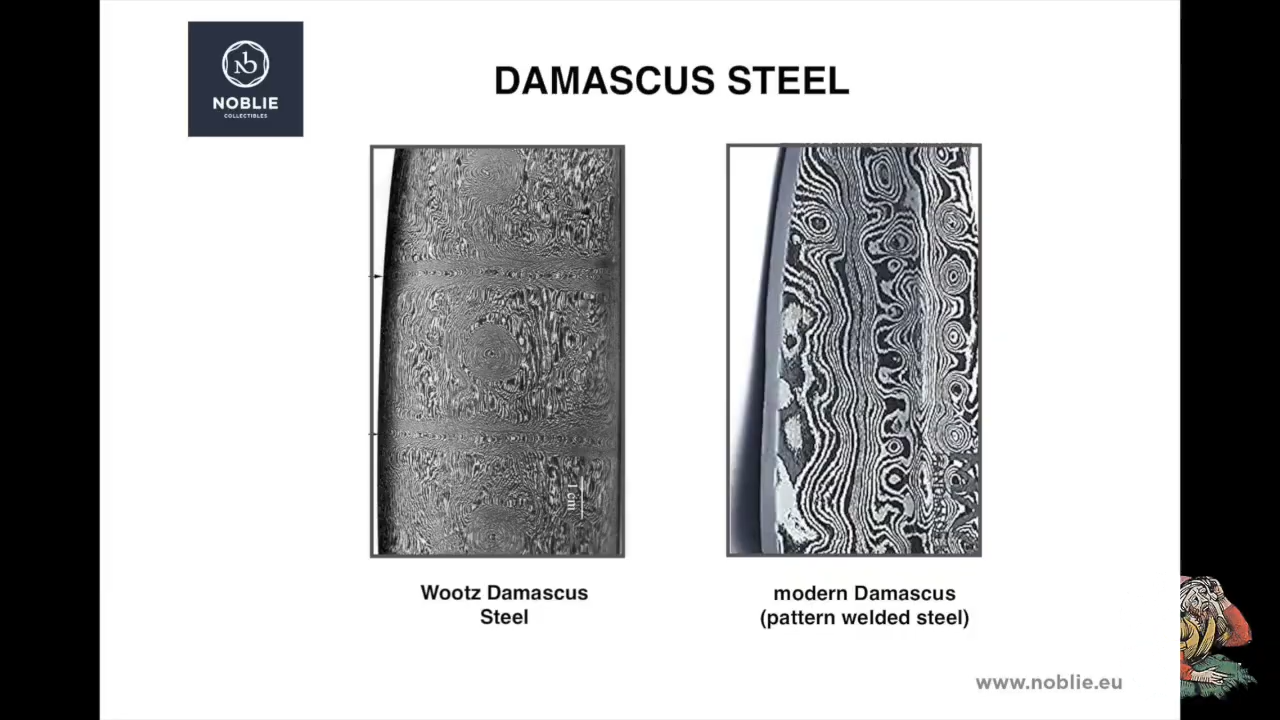 NOBLIE
COLLECTIBLES
DAMASCUS STEEL
1 cm
Wootz Damascus
Steel
modern Damascus
(pattern welded steel)
www.noblie.eu